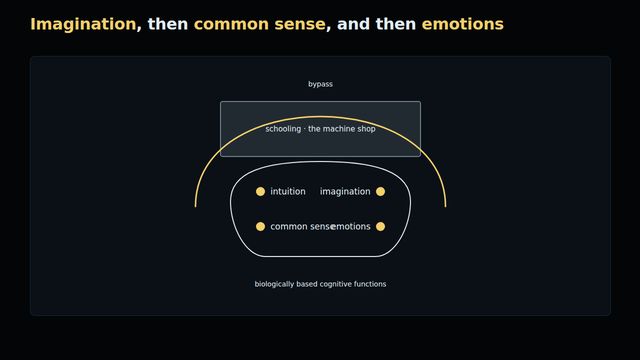 Imagination, then common sense, and then emotions
bypass
schooling · the machine shop
intuition imagination
common sense emotions
biologically based cognitive functions